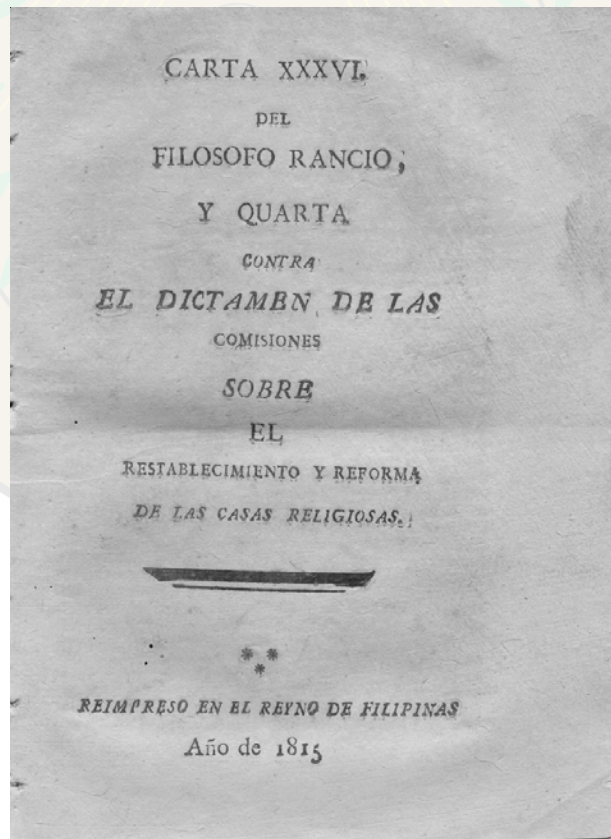 CARTA XXXVI.
DEL
FILOSOFO RANCIO;
Y QUARTA
CONTRA
EL DICTAMEN DE LAS
COMISIONES
SOBRE
EL
RESTABLECIMIENTO Y REFORMA
DE LAS CASAS RELIGIOSAS.
REIMPRESO EN EL REYNO DE FILIPINAS
Año de 1815